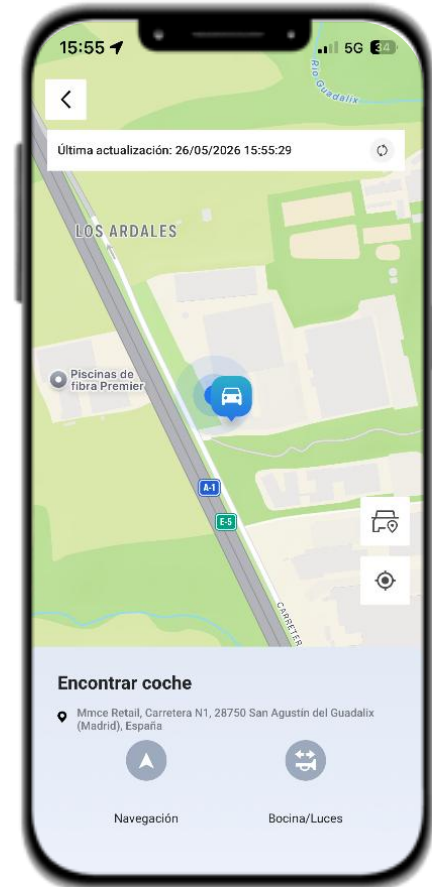 15:55
5G 34
Río Guadalix
Última actualización: 26/05/2026 15:55:29
LOS ARDALES
Piscinas de
fibra Premier
A-1
E-5
CARRETER
Encontrar coche
Mmce Retail, Carretera N1, 28750 San Agustín del Guadalix
(Madrid), España
Navegación
Bocina/Luces